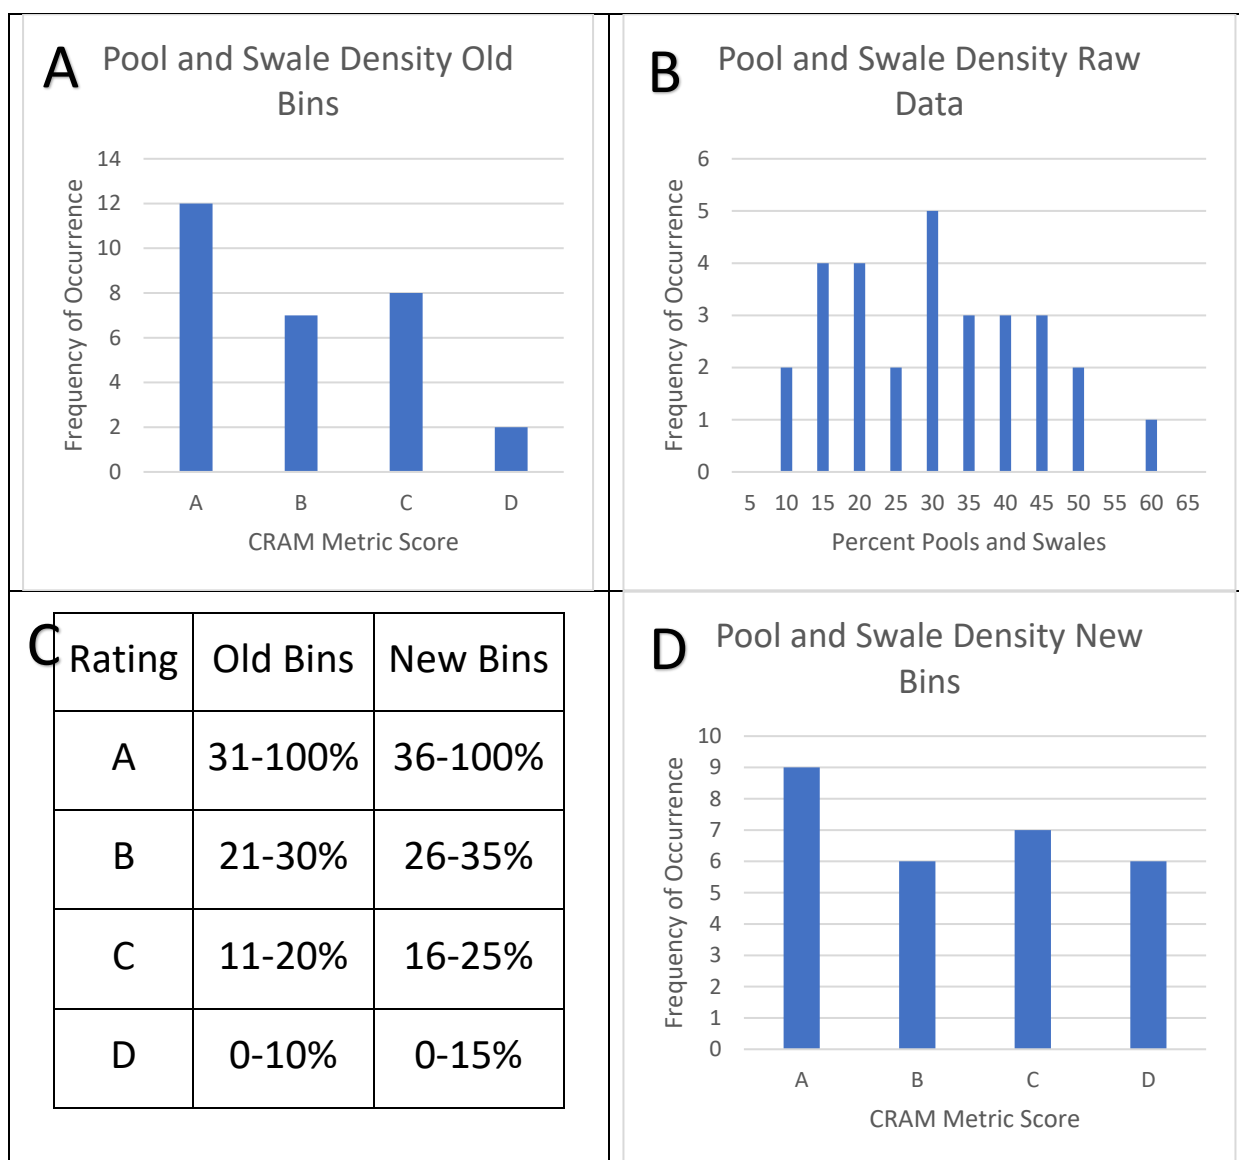 A
Pool and Swale Density Old
Bins
14
12
10
8
6
4
2
0
Frequency of Occurrence
A B C D
CRAM Metric Score
B
Pool and Swale Density Raw
Data
6
5
4
3
2
1
0
Frequency of Occurrence
5 10 15 20 25 30 35 40 45 50 55 60 65
Percent Pools and Swales
C
Rating Old Bins New Bins
A 31-100% 36-100%
B 21-30% 26-35%
C 11-20% 16-25%
D 0-10% 0-15%
D
Pool and Swale Density New
Bins
10
9
8
7
6
5
4
3
2
1
0
Frequency of Occurrence
A B C D
CRAM Metric Score